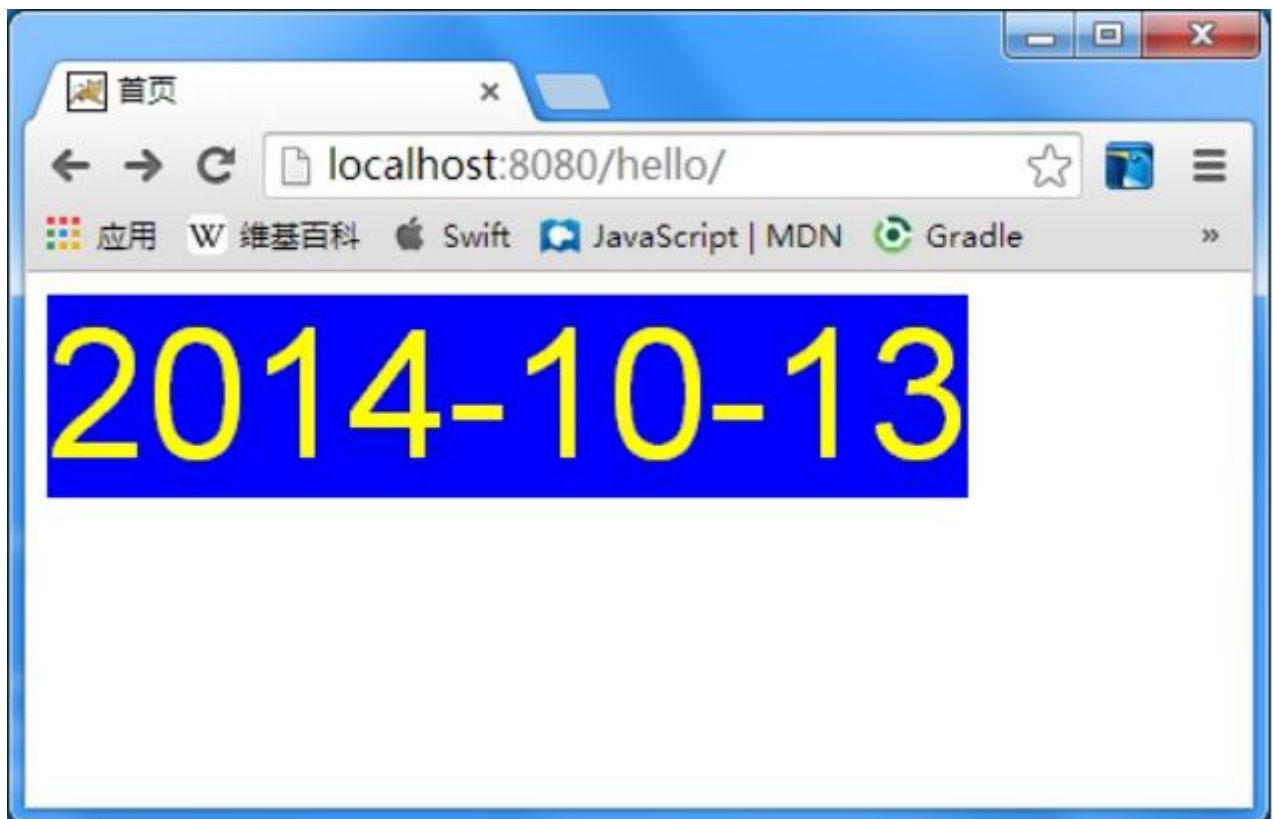 首页
localhost:8080/hello/
应用 W 维基百科 Swift JavaScript | MDN Gradle »
2014-10-13